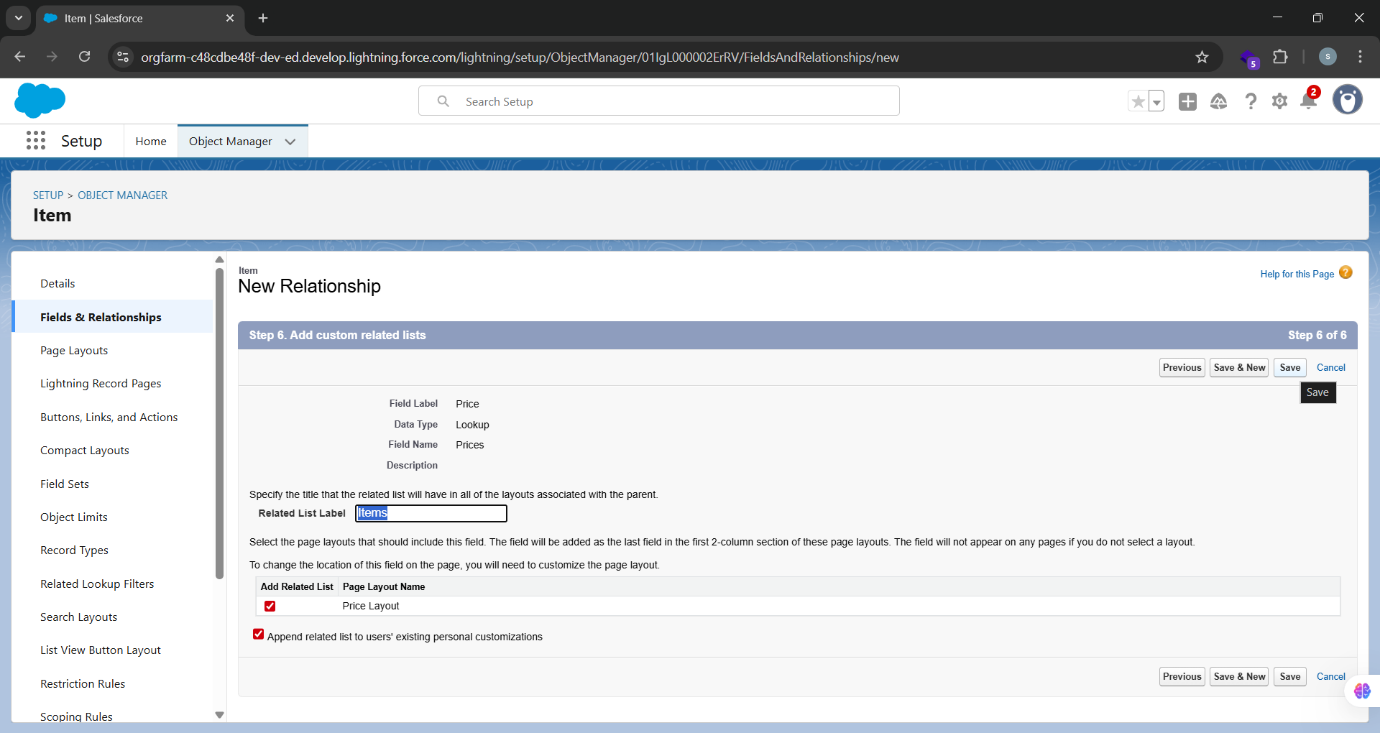 Item | Salesforce
orgfarm-c48cdbe48f-dev-ed.develop.lightning.force.com/lightning/setup/ObjectManager/01IgL000002ErRV/FieldsAndRelationships/new
5
S
Search Setup
2
Setup
Home
Object Manager
SETUP > OBJECT MANAGER
Item
Details
Fields & Relationships
Page Layouts
Lightning Record Pages
Buttons, Links, and Actions
Compact Layouts
Field Sets
Object Limits
Record Types
Related Lookup Filters
Search Layouts
List View Button Layout
Restriction Rules
Scoping Rules
Item
New Relationship
Help for this Page ?
Step 6. Add custom related lists Step 6 of 6
Previous Save & New Save Cancel
Save
Field Label Price
Data Type Lookup
Field Name Prices
Description
Specify the title that the related list will have in all of the layouts associated with the parent.
Related List Label Items
Select the page layouts that should include this field. The field will be added as the last field in the first 2-column section of these page layouts. The field will not appear on any pages if you do not select a layout.
To change the location of this field on the page, you will need to customize the page layout.
Add Related List Page Layout Name
Price Layout
Append related list to users' existing personal customizations
Previous Save & New Save Cancel